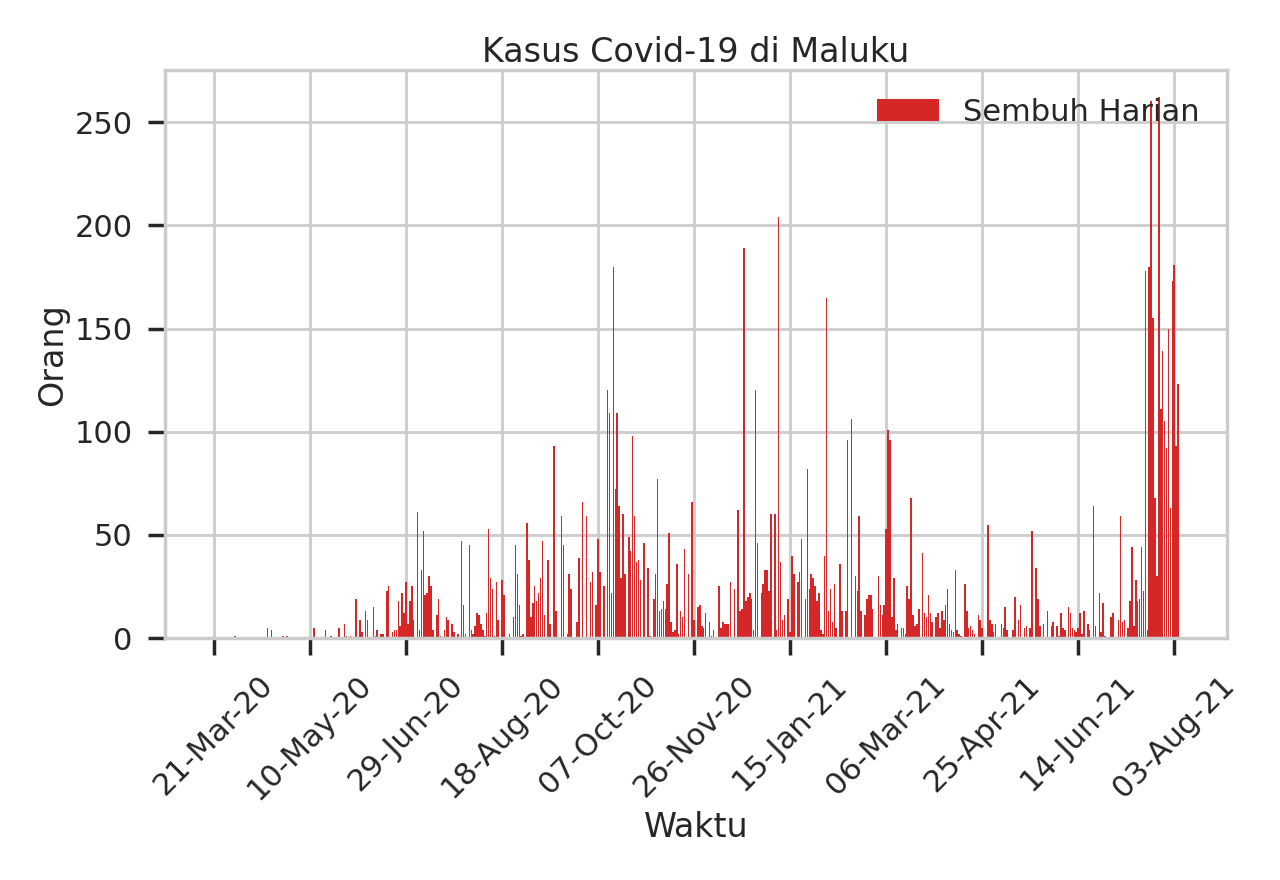 Kasus Covid-19 di Maluku
Sembuh Harian
Orang
250
200
150
100
50
0
21-Mar-20
10-May-20
29-Jun-20
18-Aug-20
07-Oct-20
26-Nov-20
15-Jan-21
06-Mar-21
25-Apr-21
14-Jun-21
03-Aug-21
Waktu